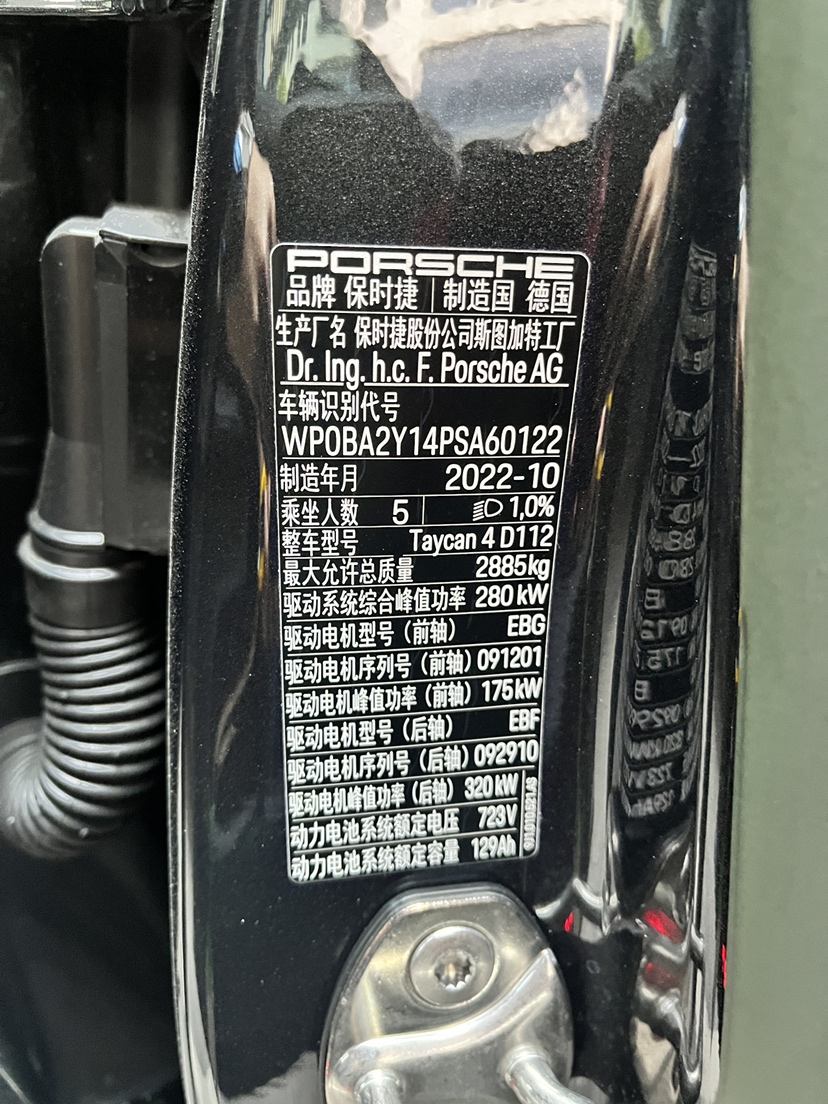 PORSCHE
品牌 保时捷 制造国 德国
生产厂名 保时捷股份公司斯图加特工厂
Dr. Ing. h.c. F. Porsche AG
车辆识别代号
WP0BA2Y14PSA60122
制造年月 2022-10
乘坐人数 5 1,0%
整车型号 Taycan 4 D112
最大允许总质量 2885kg
驱动系统综合峰值功率 280 kW
驱动电机型号（前轴） EBG
驱动电机序列号（前轴）091201
驱动电机峰值功率（前轴）175kW
驱动电机型号（后轴） EBF
驱动电机序列号（后轴）092910
驱动电机峰值功率（后轴）320 kW
动力电池系统额定电压 723V
动力电池系统额定容量 129Ah